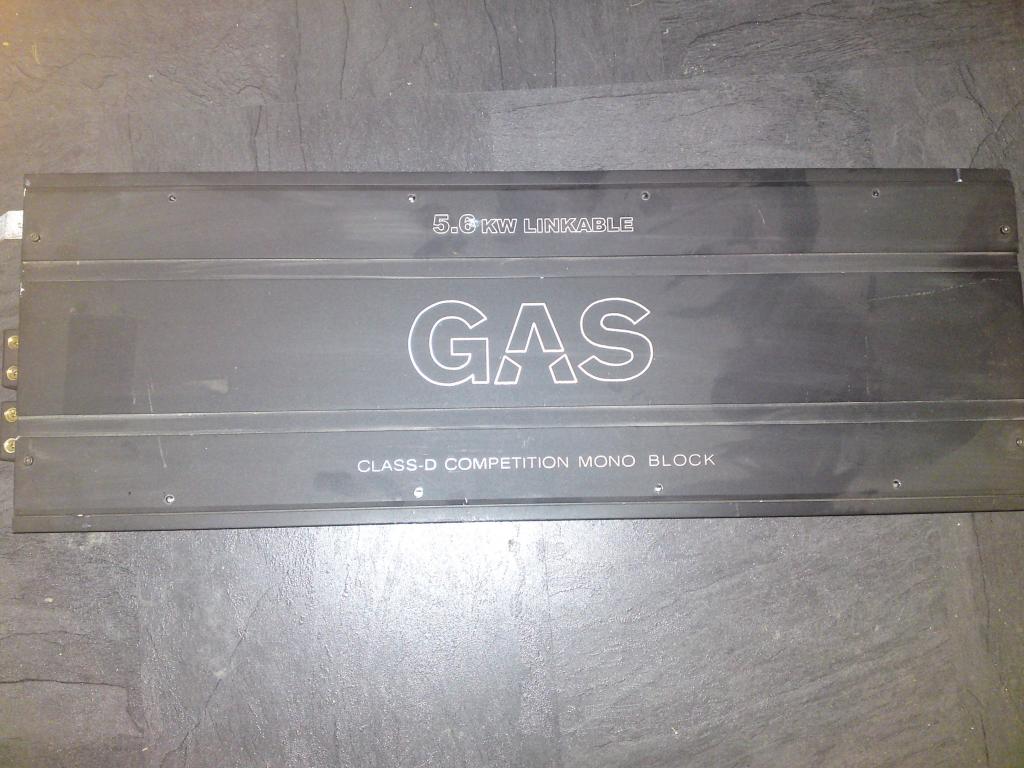 5.6 KW LINKABLE
GAS
CLASS-D COMPETITION MONO BLOCK